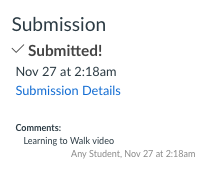 Submission
Submitted!
Nov 27 at 2:18am
Submission Details
Comments:
Learning to Walk video
Any Student, Nov 27 at 2:18am